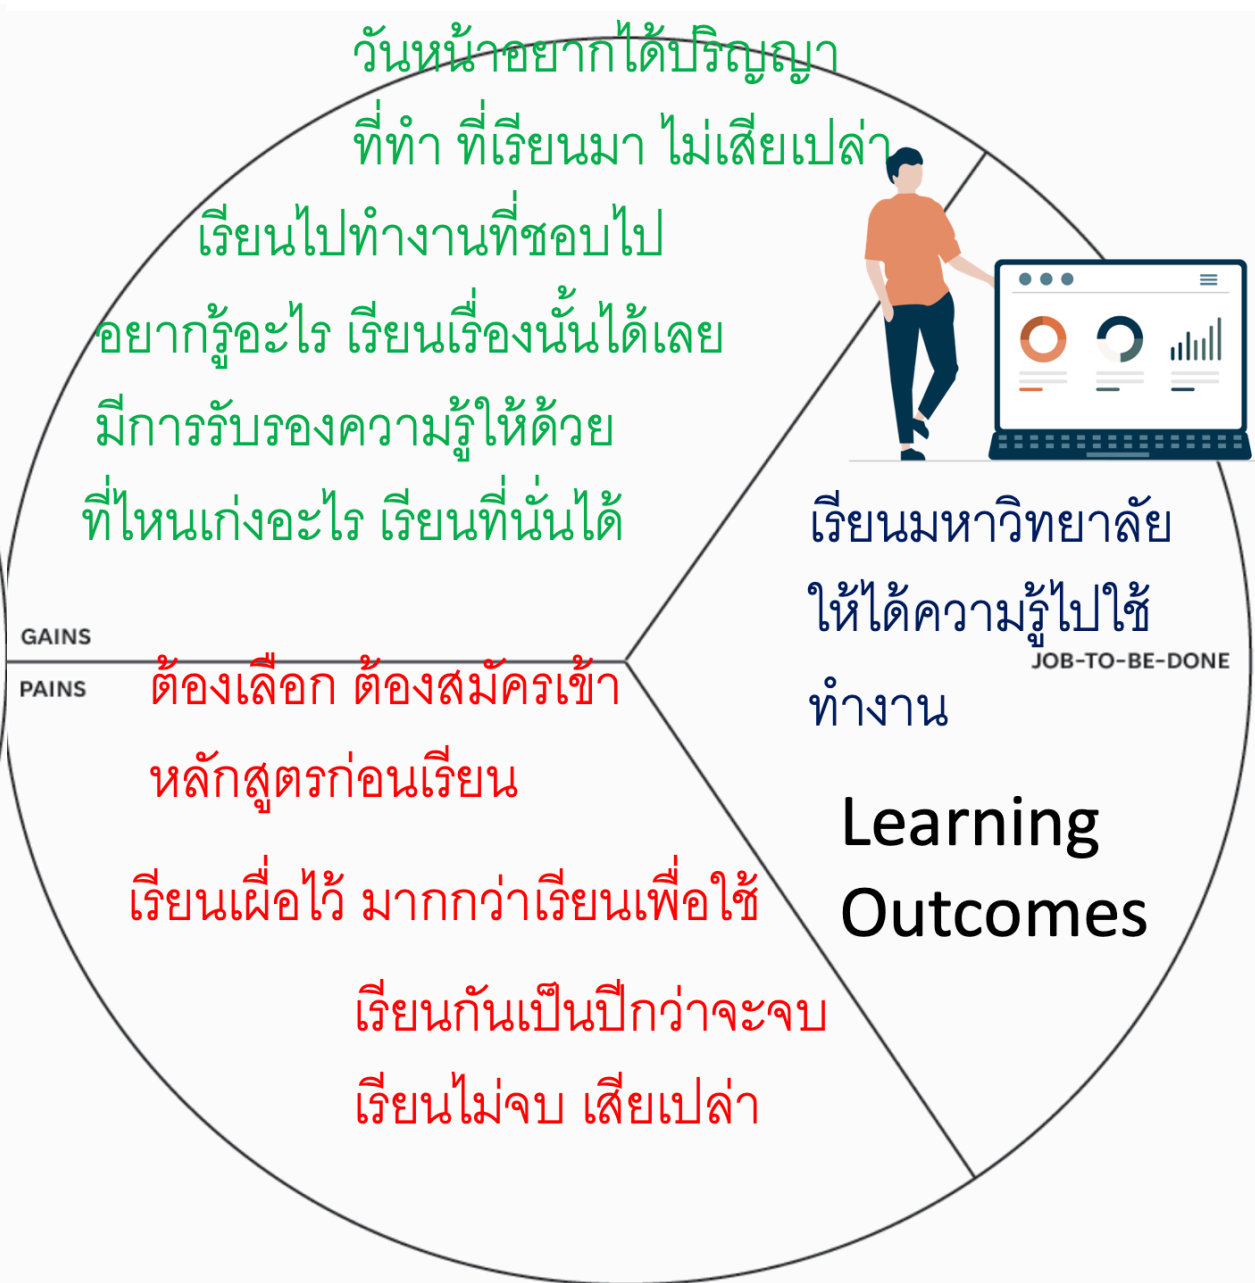 วันหน้าอยากได้ปริญญา
ที่ทำ ที่เรียนมา ไม่เสียเปล่า
เรียนไปทำงานที่ชอบไป
อยากรู้อะไร เรียนเรื่องนั้นได้เลย
มีการรับรองความรู้ให้ด้วย
ที่ไหนเก่งอะไร เรียนที่นั่นได้
GAINS
PAINS
ต้องเลือก ต้องสมัครเข้า
หลักสูตรก่อนเรียน
เรียนเผื่อไว้ มากกว่าเรียนเพื่อใช้
เรียนกันเป็นปีกว่าจะจบ
เรียนไม่จบ เสียเปล่า
เรียนมหาวิทยาลัย
ให้ได้ความรู้ไปใช้
JOB-TO-BE-DONE
ทำงาน
Learning
Outcomes